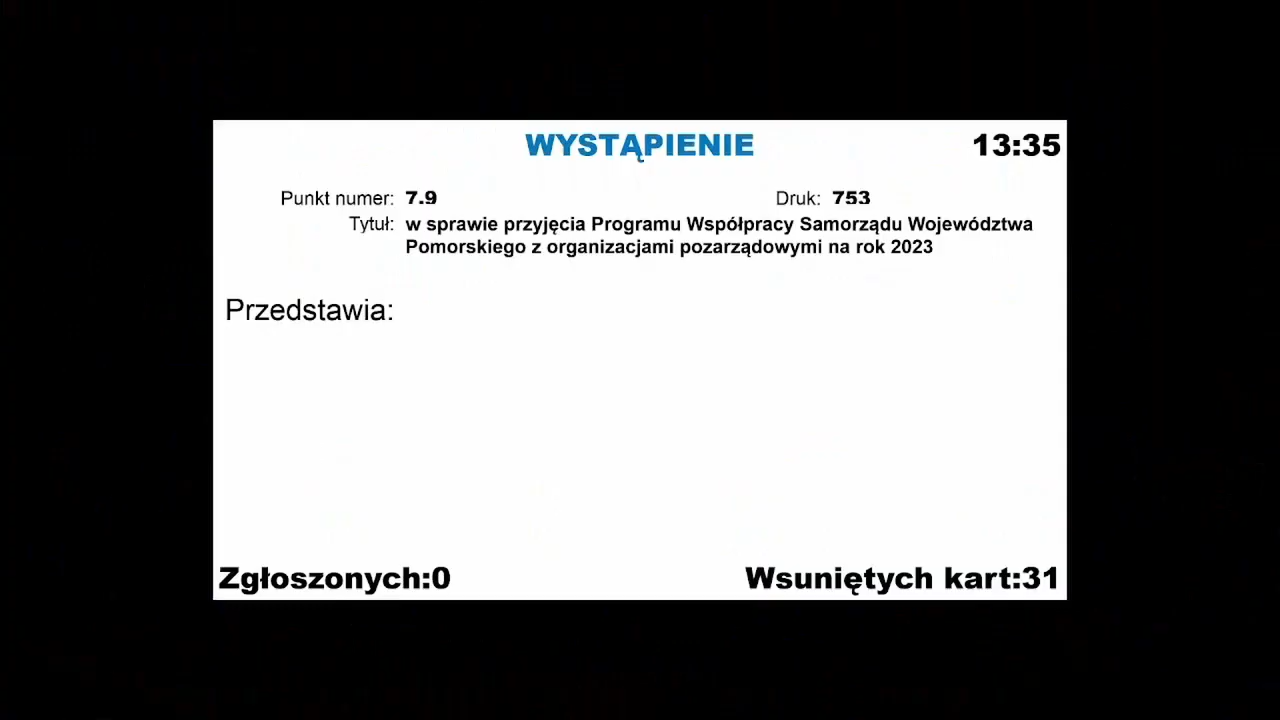 WYSTĄPIENIE 13:35
Punkt numer: 7.9 Druk: 753
Tytuł: w sprawie przyjęcia Programu Współpracy Samorządu Województwa
Pomorskiego z organizacjami pozarządowymi na rok 2023
Przedstawia:
Zgłoszonych:0 Wsuniętych kart:31